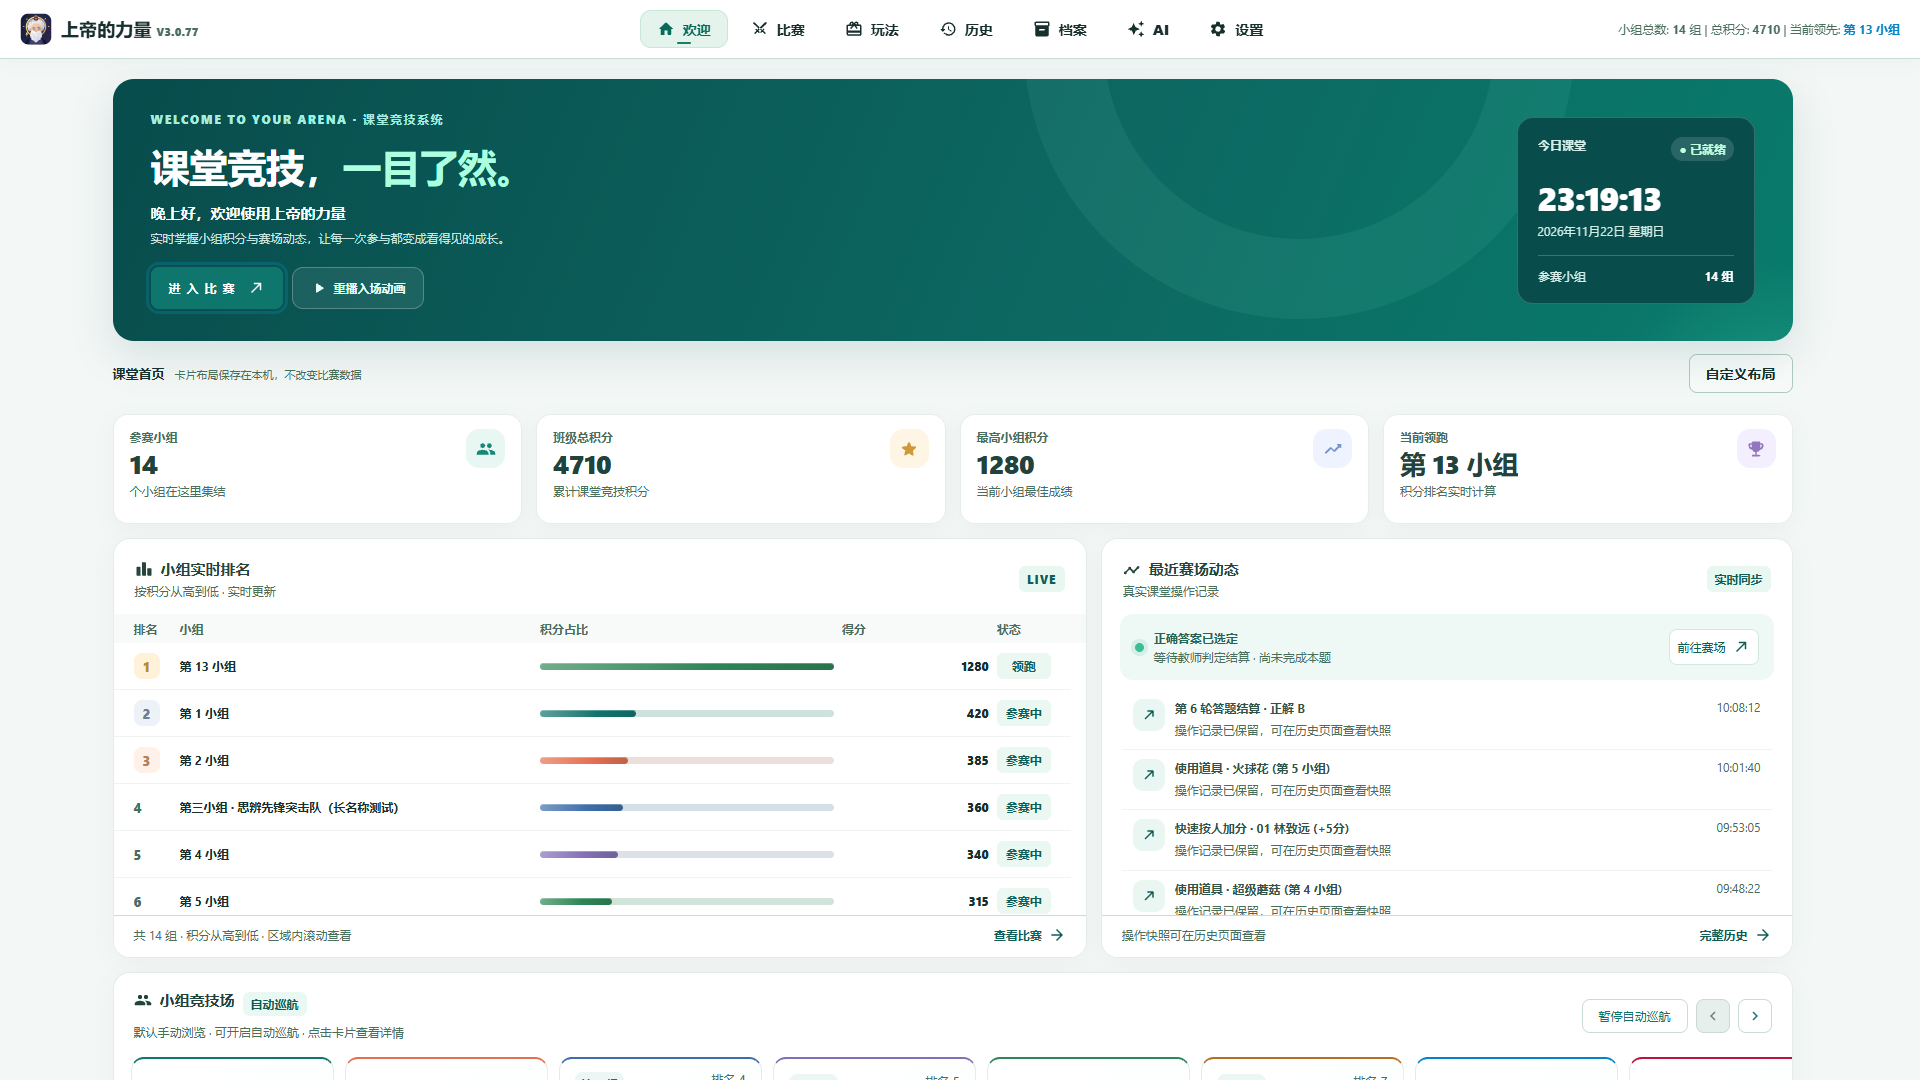 上帝的力量 V3.0.77
欢迎
比赛
玩法
历史
档案
AI
设置
小组总数: 14 组 | 总积分: 4710 | 当前领先: 第 13 小组
WELCOME TO YOUR ARENA · 课堂竞技系统
课堂竞技，一目了然。
晚上好，欢迎使用上帝的力量
实时掌握小组积分与赛场动态，让每一次参与都变成看得见的成长。
进入比赛
重播入场动画
今日课堂
已就绪
23:19:13
2026年11月22日 星期日
参赛小组
14 组
课堂首页 卡片布局保存在本机，不改变比赛数据
自定义布局
参赛小组
14
个小组在这里集结
班级总积分
4710
累计课堂竞技积分
最高小组积分
1280
当前小组最佳成绩
当前领跑
第 13 小组
积分排名实时计算
小组实时排名
按积分从高到低 · 实时更新
LIVE
排名 小组 积分占比 得分 状态
1 第 13 小组 1280 领跑
2 第 1 小组 420 参赛中
3 第 2 小组 385 参赛中
4 第三小组 · 思辨先锋突击队（长名称测试） 360 参赛中
5 第 4 小组 340 参赛中
6 第 5 小组 315 参赛中
共 14 组 · 积分从高到低 · 区域内滚动查看
查看比赛
最近赛场动态
真实课堂操作记录
实时同步
正确答案已选定
等待教师判定结算 · 尚未完成本题
前往赛场
第 6 轮答题结算 · 正解 B
10:08:12
操作记录已保留，可在历史页面查看快照
使用道具 · 火球花 (第 5 小组)
10:01:40
操作记录已保留，可在历史页面查看快照
快速按人加分 · 01 林致远 (+5分)
09:53:05
操作记录已保留，可在历史页面查看快照
使用道具 · 超级蘑菇 (第 4 小组)
09:48:22
操作记录已保留，可在历史页面查看快照
操作快照可在历史页面查看
完整历史
小组竞技场
自动巡航
默认手动浏览 · 可开启自动巡航 · 点击卡片查看详情
暂停自动巡航
排名 4
排名 5
排名 7